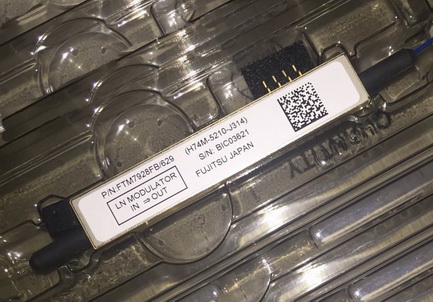 P/N:FTM7928FB/629 (H74M-5210-J314)
LN MODULATOR S/N: BIC03621
IN ⇒ OUT FUJITSU JAPAN